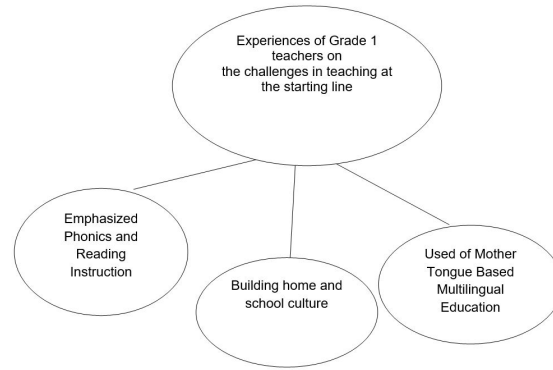 Experiences of Grade 1
teachers on
the challenges in teaching at
the starting line
Emphasized
Phonics and
Reading
Instruction
Building home and
school culture
Used of Mother
Tongue Based
Multilingual
Education